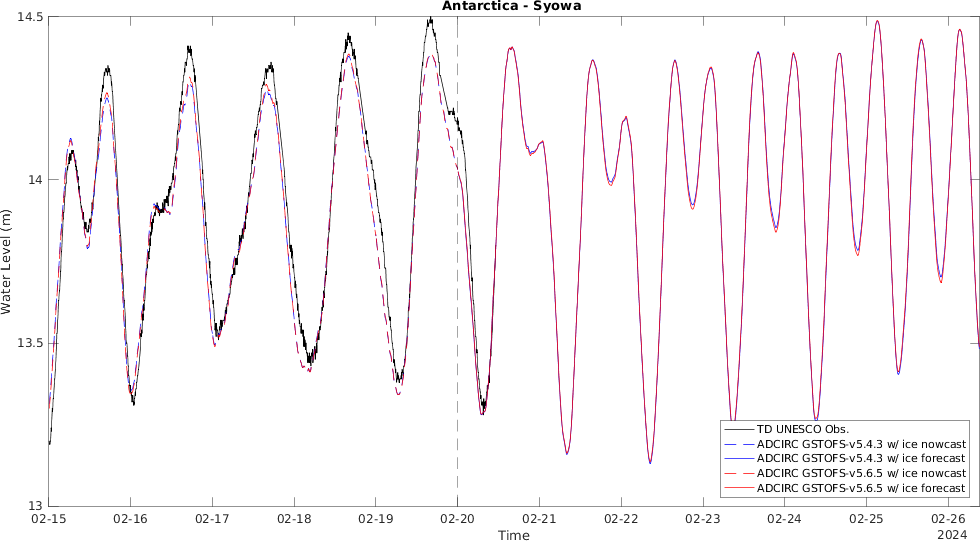 Antarctica - Syowa
Water Level (m)
14.5
14
13.5
13
02-15 02-16 02-17 02-18 02-19 02-20 02-21 02-22 02-23 02-24 02-25 02-26
Time
2024
TD UNESCO Obs.
ADCIRC GSTOFS-v5.4.3 w/ ice nowcast
ADCIRC GSTOFS-v5.4.3 w/ ice forecast
ADCIRC GSTOFS-v5.6.5 w/ ice nowcast
ADCIRC GSTOFS-v5.6.5 w/ ice forecast